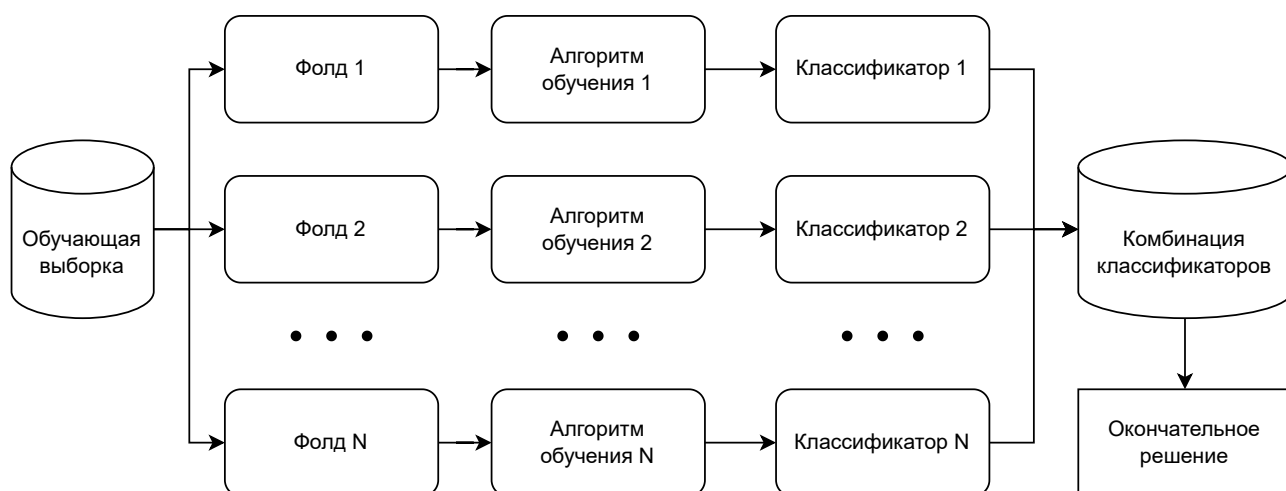 Фолд 1
Алгоритм
обучения 1
Классификатор 1
Обучающая
выборка
Фолд 2
Алгоритм
обучения 2
Классификатор 2
Комбинация
классификаторов
Фолд N
Алгоритм
обучения N
Классификатор N
Окончательное
решение